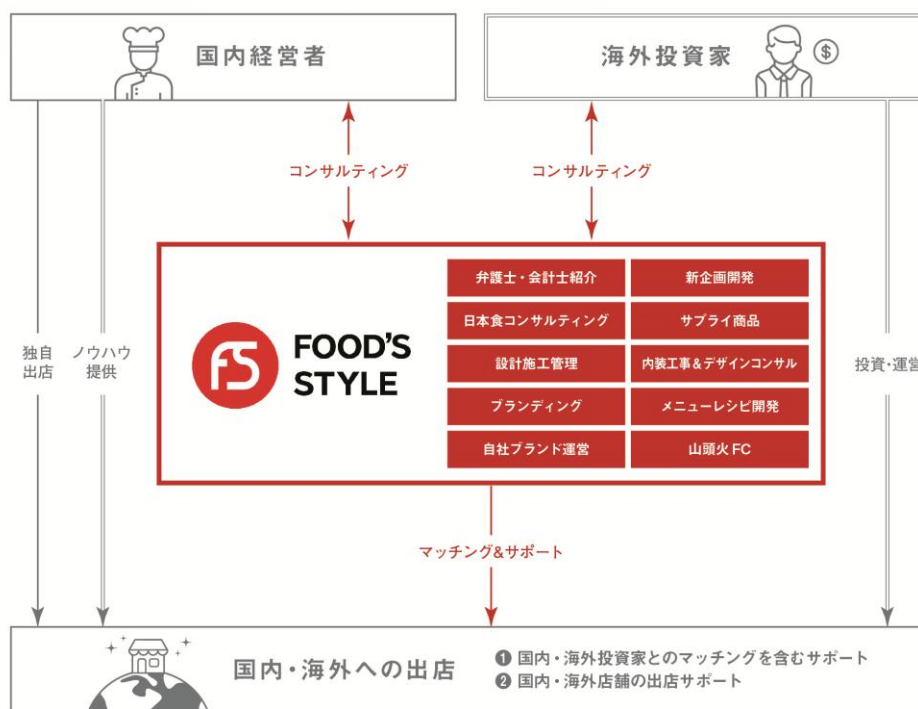 国内経営者
海外投資家
$
コンサルティング
コンサルティング
独自
出店
ノウハウ
提供
投資・運営
FS
FOOD'S
STYLE
弁護士・会計士紹介
新企画開発
日本食コンサルティング
サプライ商品
設計施工管理
内装工事&デザインコンサル
ブランディング
メニューレシピ開発
自社ブランド運営
山頭火 FC
マッチング&サポート
国内・海外への出店
❶ 国内・海外投資家とのマッチングを含むサポート
❷ 国内・海外店舗の出店サポート